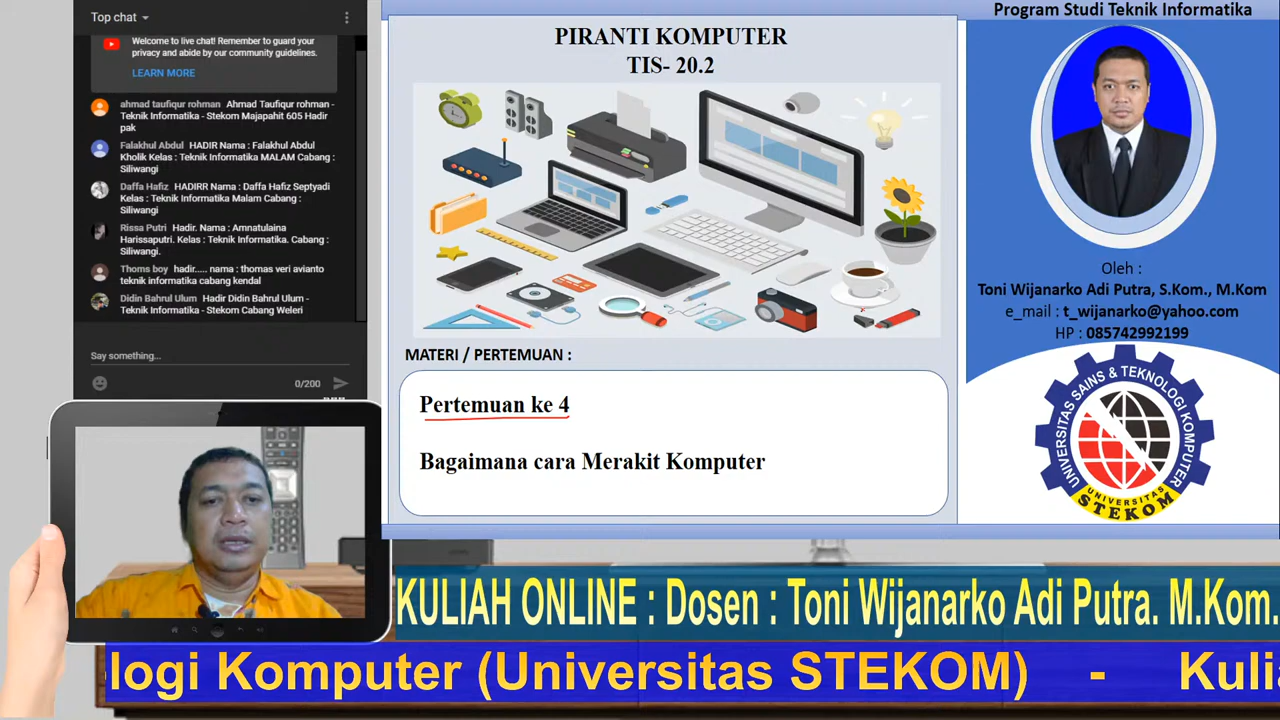 Top chat
Welcome to live chat! Remember to guard your
privacy and abide by our community guidelines.
LEARN MORE
ahmad taufiqur rohman Ahmad Taufiqur rohman -
Teknik Informatika - Stekom Majapahit 605 Hadir
pak
Falakhul Abdul HADIR Nama : Falakhul Abdul
Kholik Kelas : Teknik Informatika MALAM Cabang :
Siliwangi
Daffa Hafiz HADIRR Nama : Daffa Hafiz Septyadi
Kelas : Teknik Informatika Malam Cabang :
Siliwangi
Rissa Putri Hadir. Nama : Amnatulaina
Harissaputri. Kelas : Teknik Informatika. Cabang :
Siliwangi.
Thoms boy hadir..... nama : thomas veri avianto
teknik informatika cabang kendal
Didin Bahrul Ulum Hadir Didin Bahrul Ulum -
Teknik Informatika - Stekom Cabang Weleri
Say something...
0/200
PIRANTI KOMPUTER
TIS- 20.2
MATERI / PERTEMUAN :
Pertemuan ke 4
Bagaimana cara Merakit Komputer
Program Studi Teknik Informatika
Oleh :
Toni Wijanarko Adi Putra, S.Kom., M.Kom
e_mail : t_wijanarko@yahoo.com
HP : 085742992199
UNIVERSITAS SAINS & TEKNOLOGI KOMPUTER
UNIVERSITAS
STEKOM
KULIAH ONLINE : Dosen : Toni Wijanarko Adi Putra. M.Kom.
logi Komputer (Universitas STEKOM) - Kulia